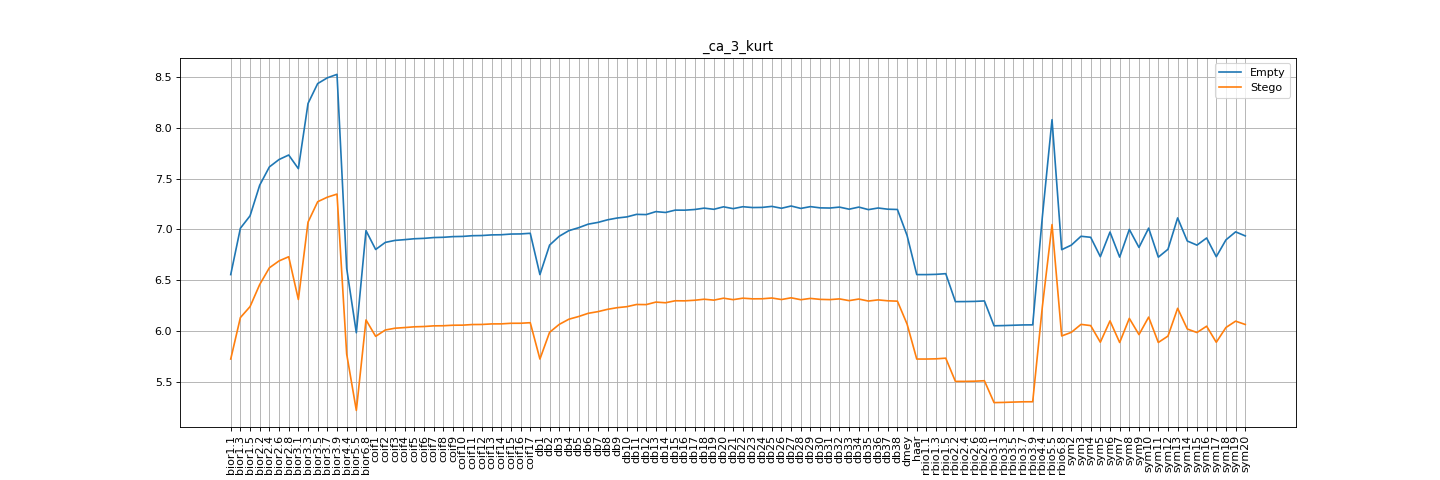 _ca_3_kurt
Empty
Stego
8.5
8.0
7.5
7.0
6.5
6.0
5.5
bior1.1
bior1.3
bior1.5
bior2.2
bior2.4
bior2.6
bior2.8
bior3.1
bior3.3
bior3.5
bior3.7
bior3.9
bior4.4
bior5.5
bior6.8
coif1
coif2
coif3
coif4
coif5
coif6
coif7
coif8
coif9
coif10
coif11
coif12
coif13
coif14
coif15
coif16
coif17
db1
db2
db3
db4
db5
db6
db7
db8
db9
db10
db11
db12
db13
db14
db15
db16
db17
db18
db19
db20
db21
db22
db23
db24
db25
db26
db27
db28
db29
db30
db31
db32
db33
db34
db35
db36
db37
db38
dmey
haar
rbio1.1
rbio1.3
rbio1.5
rbio2.2
rbio2.4
rbio2.6
rbio2.8
rbio3.1
rbio3.3
rbio3.5
rbio3.7
rbio3.9
rbio4.4
rbio5.5
rbio6.8
sym2
sym3
sym4
sym5
sym6
sym7
sym8
sym9
sym10
sym11
sym12
sym13
sym14
sym15
sym16
sym17
sym18
sym19
sym20